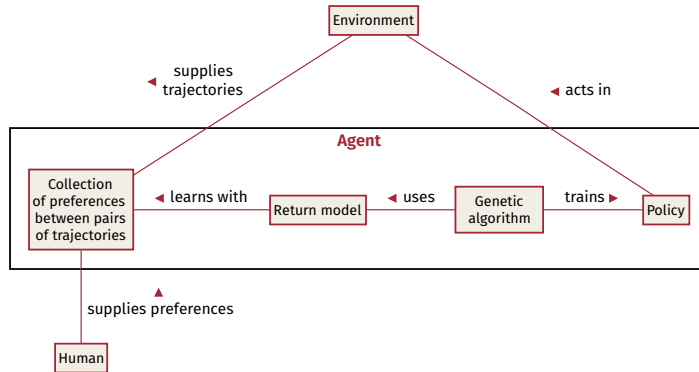 Environment
◄ supplies
trajectories
◄ acts in
Agent
Collection
of preferences
between pairs
of trajectories
◄ learns with
Return model
◄ uses
Genetic
algorithm
trains ►
Policy
▲
supplies preferences
Human